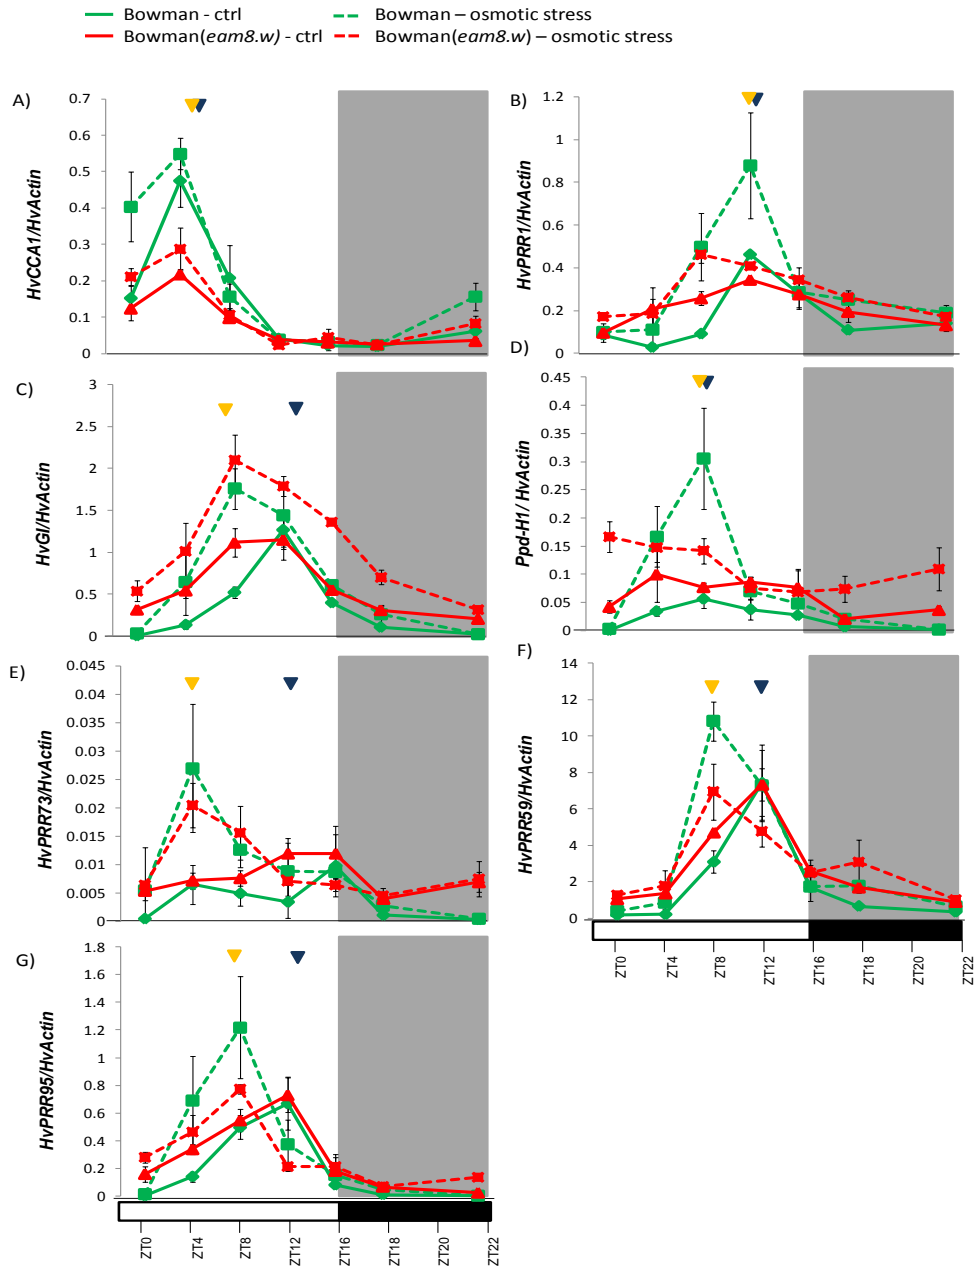 Bowman - ctrl
Bowman – osmotic stress
Bowman(eam8.w) - ctrl
Bowman(eam8.w) – osmotic stress
A)
HvCCA1/HvActin
0.7
0.6
0.5
0.4
0.3
0.2
0.1
0
B)
HvPRR1/HvActin
1.2
1
0.8
0.6
0.4
0.2
0
C)
HvGI/HvActin
3
2.5
2
1.5
1
0.5
0
D)
Ppd-H1/ HvActin
0.45
0.4
0.35
0.3
0.25
0.2
0.15
0.1
0.05
0
E)
HvPRR73/HvActin
0.045
0.04
0.035
0.03
0.025
0.02
0.015
0.01
0.005
0
F)
HvPRR59/HvActin
14
12
10
8
6
4
2
0
ZT0
ZT4
ZT8
ZT12
ZT16
ZT18
ZT20
ZT22
G)
HvPRR95/HvActin
1.8
1.6
1.4
1.2
1
0.8
0.6
0.4
0.2
0
ZT0
ZT4
ZT8
ZT12
ZT16
ZT18
ZT20
ZT22